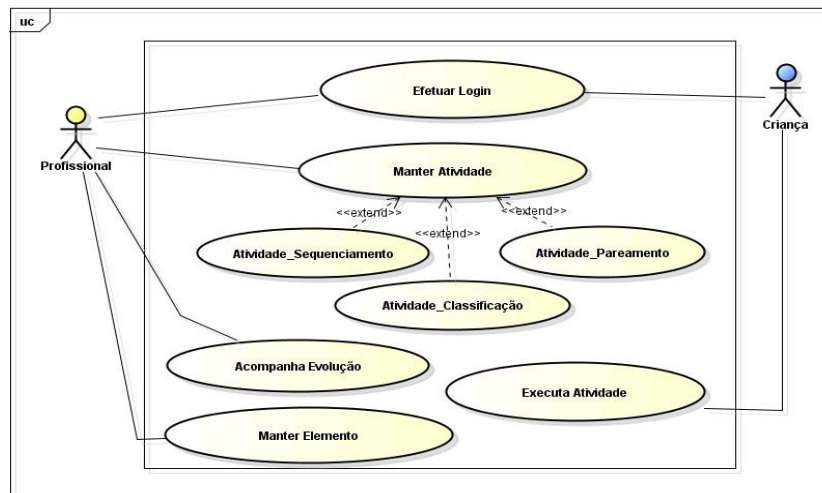 uc
Efetuar Login
Profissional
Criança
Manter Atividade
<<extend>>
<<extend>>
<<extend>>
Atividade_Sequenciamento
Atividade_Pareamento
Atividade_Classificação
Acompanha Evolução
Executa Atividade
Manter Elemento